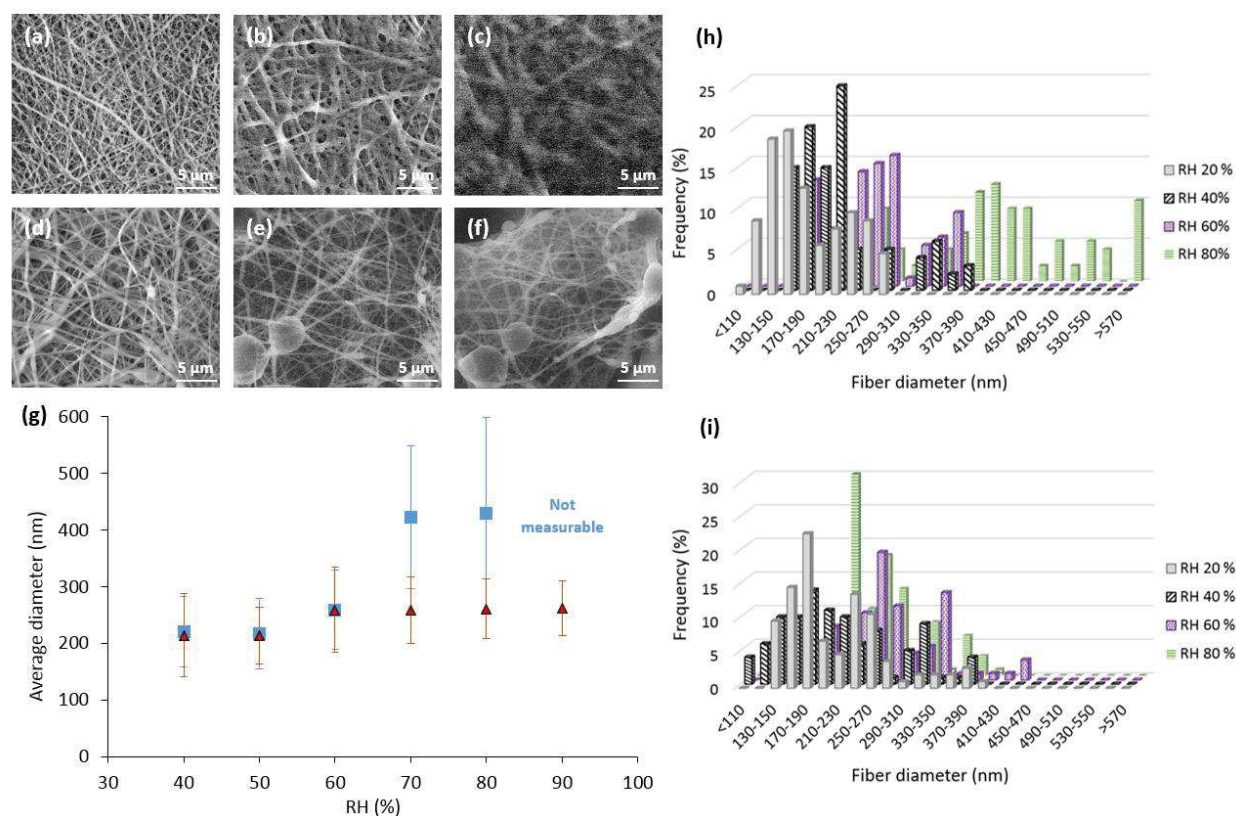 (a)
5 µm
(b)
5 µm
(c)
5 µm
(d)
5 µm
(e)
5 µm
(f)
5 µm
(g)
600
500
400
300
200
100
0
Average diameter (nm)
Not
measurable
30 40 50 60 70 80 90 100
RH (%)
(h)
25
20
15
10
5
0
Frequency (%)
<110
130-150
170-190
210-230
250-270
290-310
330-350
370-390
410-430
450-470
490-510
530-550
>570
Fiber diameter (nm)
RH 20 %
RH 40%
RH 60%
RH 80%
(i)
30
25
20
15
10
5
0
Frequency (%)
<110
130-150
170-190
210-230
250-270
290-310
330-350
370-390
410-430
450-470
490-510
530-550
>570
Fiber diameter (nm)
RH 20 %
RH 40 %
RH 60 %
RH 80 %